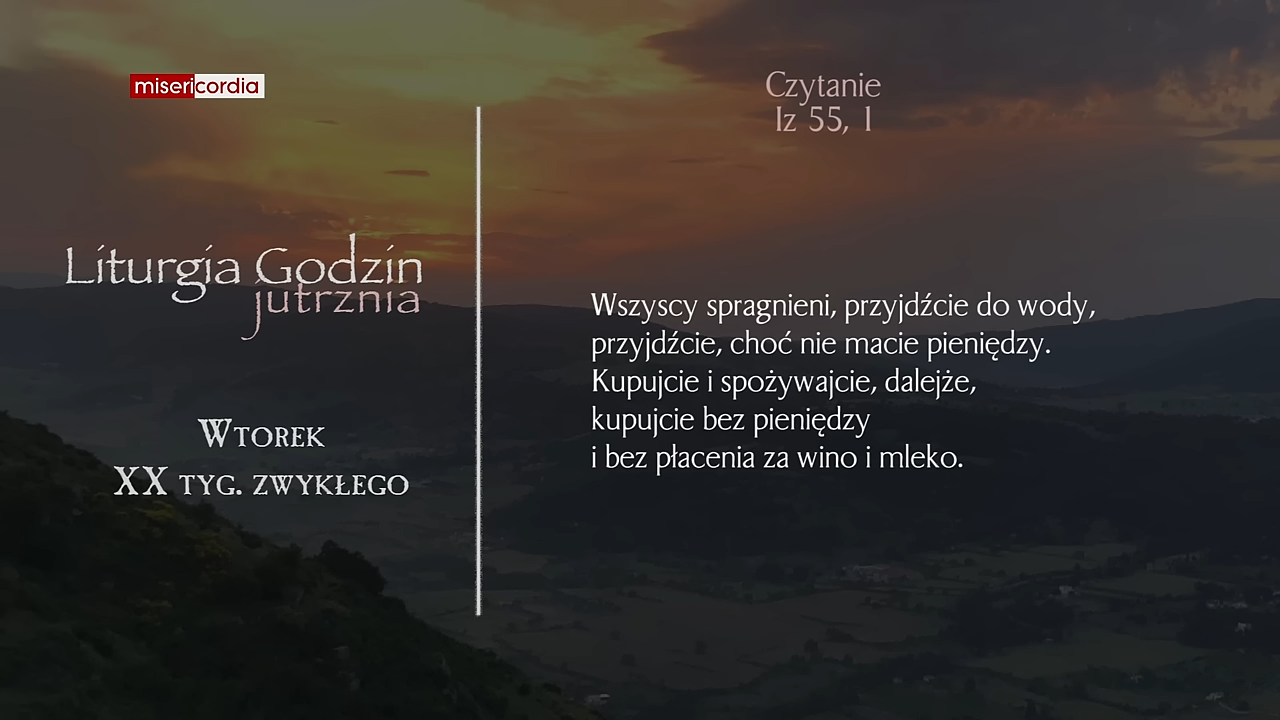 misericordia
Liturgia Godzin
jutrznia
Wtorek
XX tyg. zwykłego
Czytanie
Iz 55, 1
Wszyscy spragnieni, przyjdźcie do wody,
przyjdźcie, choć nie macie pieniędzy.
Kupujcie i spożywajcie, dalejże,
kupujcie bez pieniędzy
i bez płacenia za wino i mleko.